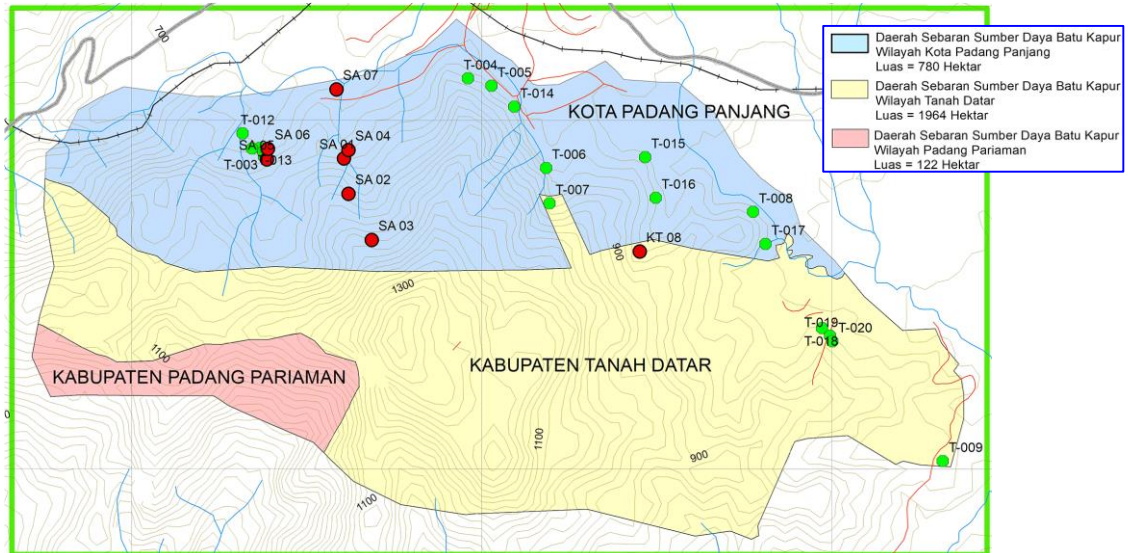 Daerah Sebaran Sumber Daya Batu Kapur
Wilayah Kota Padang Panjang
Luas = 780 Hektar
Daerah Sebaran Sumber Daya Batu Kapur
Wilayah Tanah Datar
Luas = 1964 Hektar
Daerah Sebaran Sumber Daya Batu Kapur
Wilayah Padang Pariaman
Luas = 122 Hektar
700
SA 07
T-004
T-005
T-014
KOTA PADANG PANJANG
T-012
SA 06
SA 05
SA 04
SA 01
T-003
013
T-006
T-015
SA 02
T-007
T-016
T-008
SA 03
KT 08
T-017
900
1300
T-019
T-020
T-018
1100
KABUPATEN PADANG PARIAMAN
KABUPATEN TANAH DATAR
0
1100
900
T-009
1100